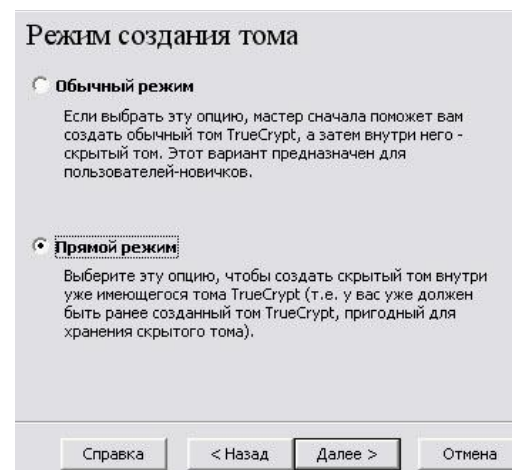 Режим создания тома
Обычный режим
Если выбрать эту опцию, мастер сначала поможет вам
создать обычный том TrueCrypt, а затем внутри него -
скрытый том. Этот вариант предназначен для
пользователей-новичков.
Прямой режим
Выберите эту опцию, чтобы создать скрытый том внутри
уже имеющегося тома TrueCrypt (т.е. у вас уже должен
быть ранее созданный том TrueCrypt, пригодный для
хранения скрытого тома).
Справка < Назад Далее > Отмена